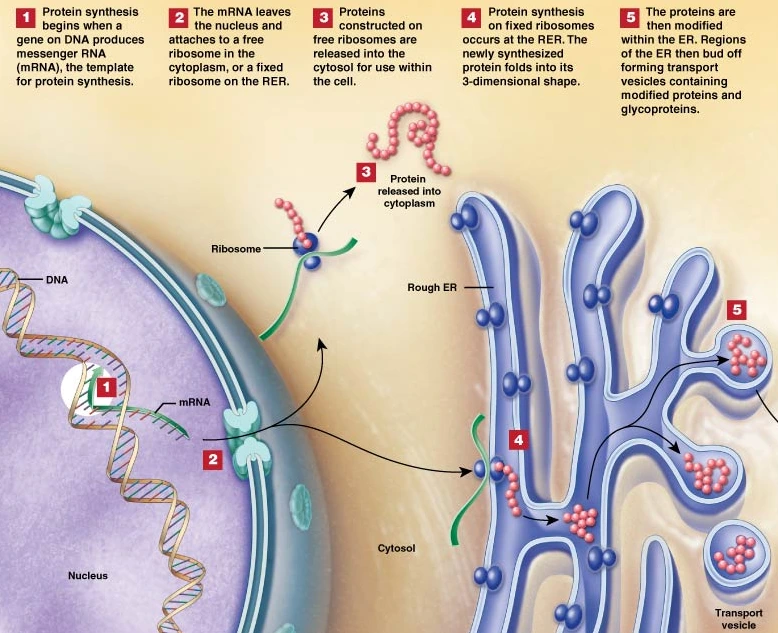 1 Protein synthesis
begins when a
gene on DNA produces
messenger RNA
(mRNA), the template
for protein synthesis.
2 The mRNA leaves
the nucleus and
attaches to a free
ribosome in the
cytoplasm, or a fixed
ribosome on the RER.
3 Proteins
constructed on
free ribosomes are
released into the
cytosol for use within
the cell.
4 Protein synthesis
on fixed ribosomes
occurs at the RER. The
newly synthesized
protein folds into its
3-dimensional shape.
5 The proteins are
then modified
within the ER. Regions
of the ER then bud off
forming transport
vesicles containing
modified proteins and
glycoproteins.
3
Protein
released into
cytoplasm
Ribosome
DNA
Rough ER
5
1
mRNA
4
2
Cytosol
Nucleus
Transport
vesicle